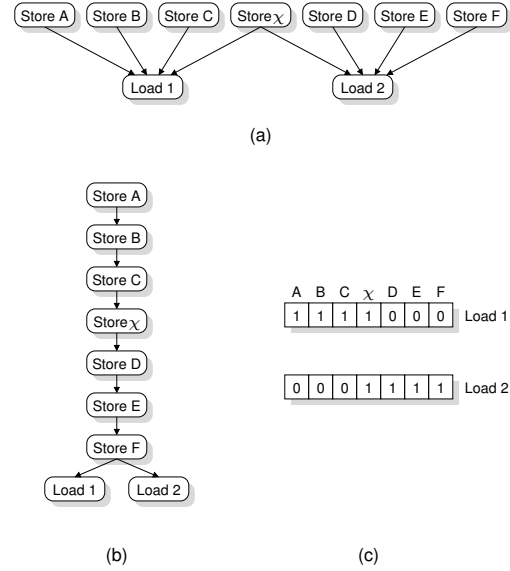 Store A Store B Store C Store χ Store D Store E Store F
Load 1 Load 2
(a)
Store A
Store B
Store C
Store χ
Store D
Store E
Store F
Load 1 Load 2
(b)
A B C χ D E F
1 1 1 1 0 0 0 Load 1
0 0 0 1 1 1 1 Load 2
(c)